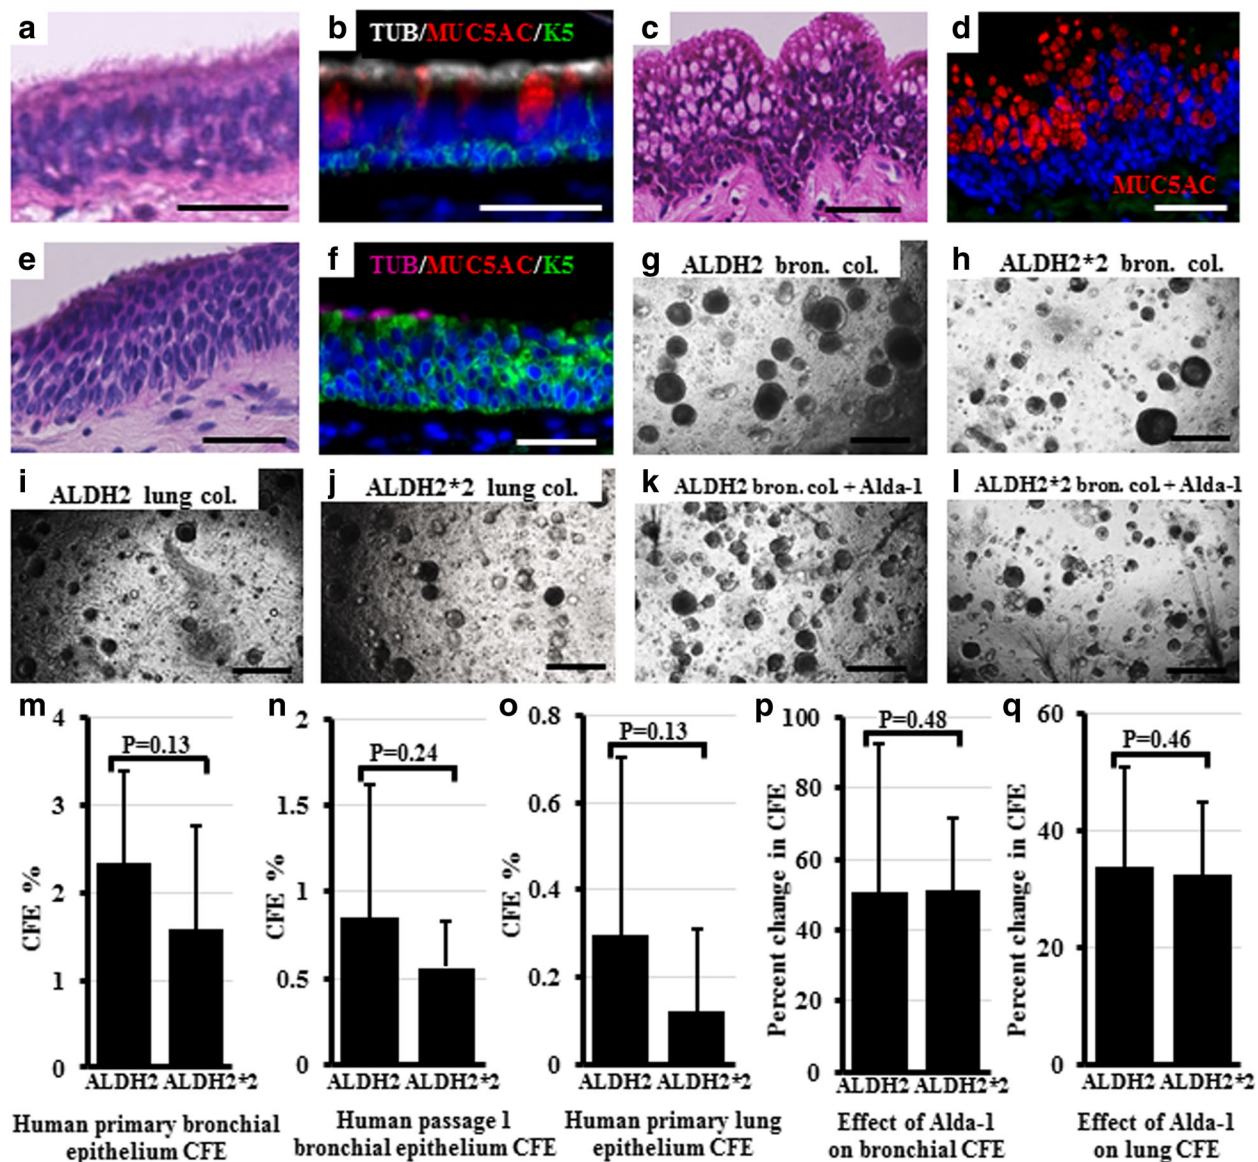 a
b
TUB/MUC5AC/K5
c
d
MUC5AC
e
f
TUB/MUC5AC/K5
g
ALDH2 bron. col.
h
ALDH2*2 bron. col.
i
ALDH2 lung col.
j
ALDH2*2 lung col.
k
ALDH2 bron. col. + Alda-1
l
ALDH2*2 bron. col. + Alda-1
m
4
3
2
1
0
CFE %
P=0.13
ALDH2 ALDH2*2
Human primary bronchial
epithelium CFE
n
2
1.5
1
0.5
0
CFE %
P=0.24
ALDH2 ALDH2*2
Human passage 1
bronchial epithelium CFE
o
0.8
0.6
0.4
0.2
0
CFE %
P=0.13
ALDH2 ALDH2*2
Human primary lung
epithelium CFE
p
100
80
60
40
20
0
Percent change in CFE
P=0.48
ALDH2 ALDH2*2
Effect of Alda-1
on bronchial CFE
q
60
40
20
0
Percent change in CFE
P=0.46
ALDH2 ALDH2*2
Effect of Alda-1
on lung CFE